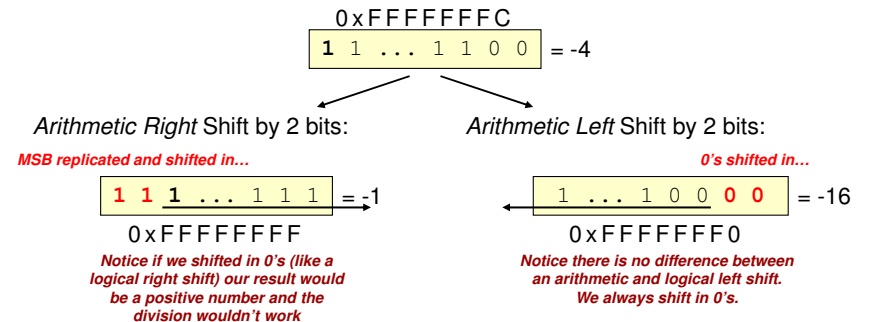 0xFFFFFFFC
1 1 ... 1 1 0 0 = -4
Arithmetic Right Shift by 2 bits:
MSB replicated and shifted in…
1 1 1 ... 1 1 1 = -1
0xFFFFFFFF
Notice if we shifted in 0's (like a
logical right shift) our result would
be a positive number and the
division wouldn't work
Arithmetic Left Shift by 2 bits:
0's shifted in…
1 ... 1 0 0 0 0 = -16
0xFFFFFFF0
Notice there is no difference between
an arithmetic and logical left shift.
We always shift in 0's.